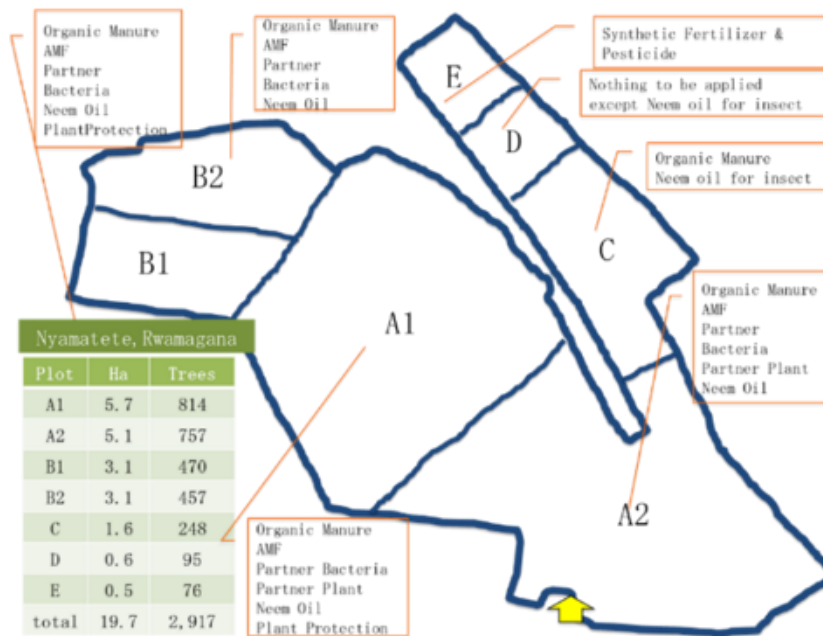 Organic Manure
AMF
Partner
Bacteria
Neem Oil
PlantProtection
Organic Manure
AMF
Partner
Bacteria
Neem Oil
Synthetic Fertilizer &
Pesticide
Nothing to be applied
except Neem oil for insect
Organic Manure
Neem oil for insect
E
D
C
B2
B1
A1
A2
Organic Manure
AMF
Partner
Bacteria
Partner Plant
Neem Oil
Nyamatete,Rwamagana
Plot Ha Trees
A1 5.7 814
A2 5.1 757
B1 3.1 470
B2 3.1 457
C 1.6 248
D 0.6 95
E 0.5 76
total 19.7 2,917
Organic Manure
AMF
Partner Bacteria
Partner Plant
Neem Oil
Plant Protection